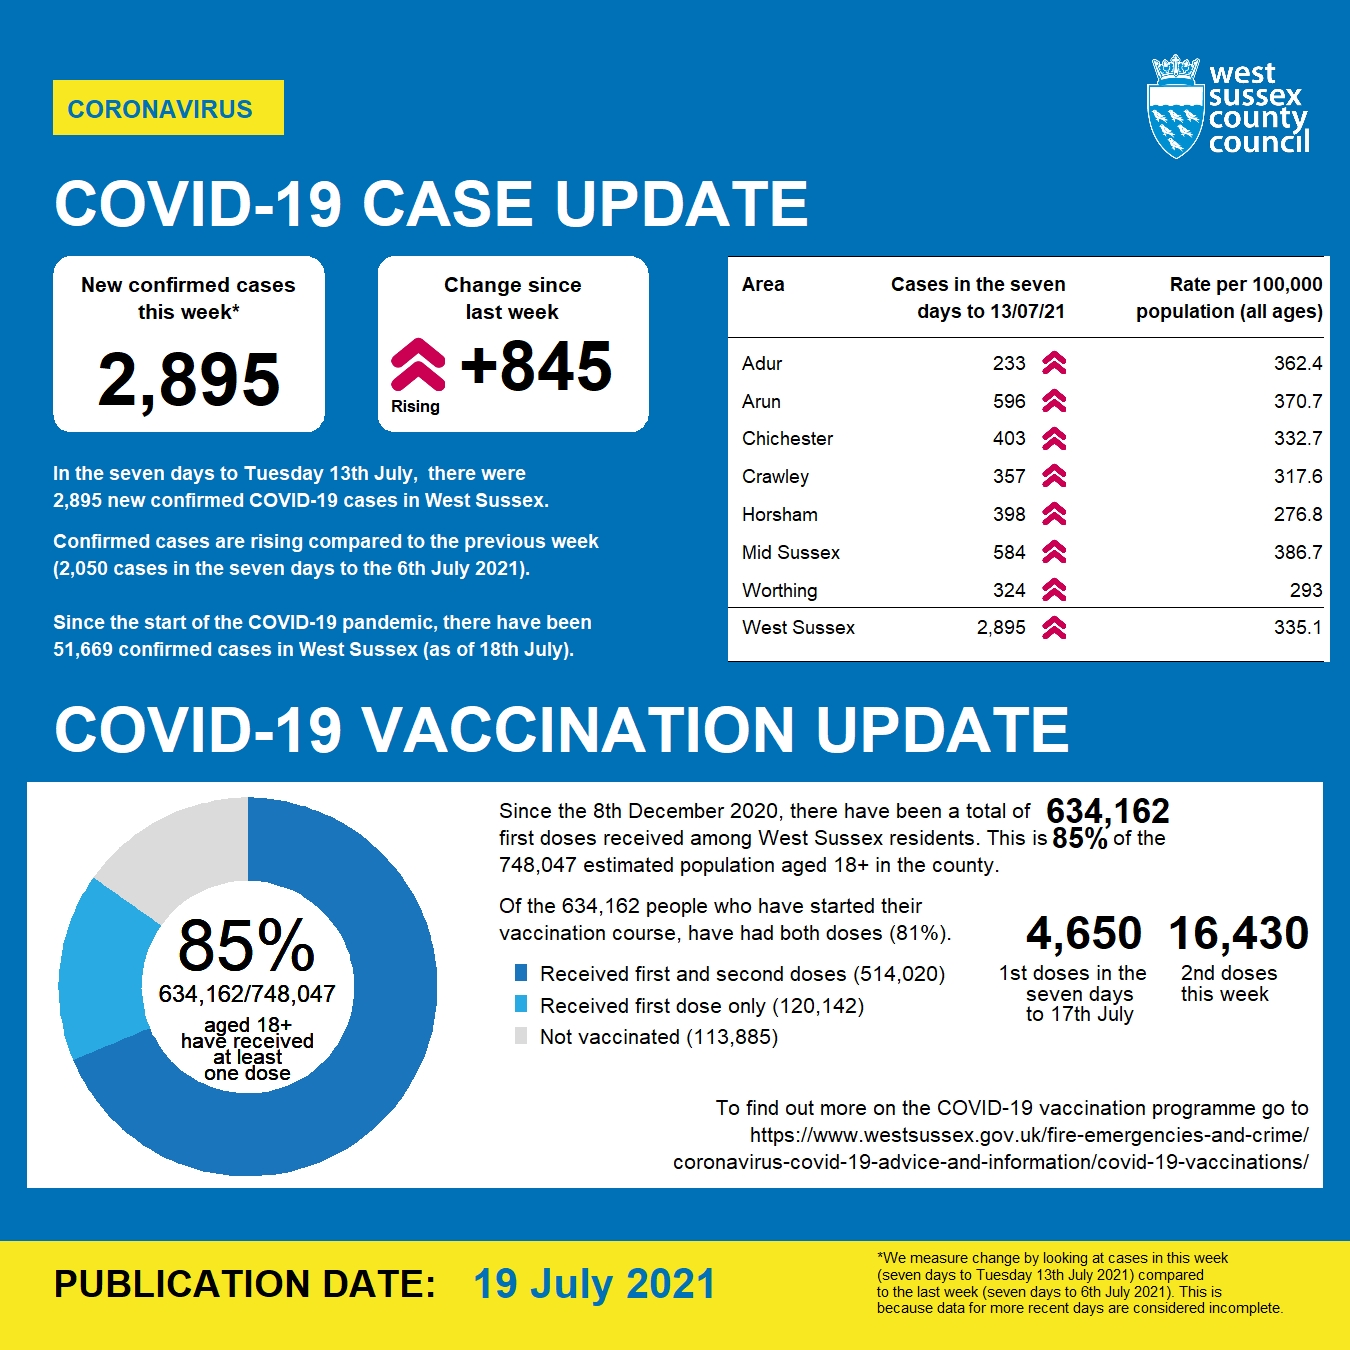 west
sussex
county
council
CORONAVIRUS
COVID-19 CASE UPDATE
New confirmed cases
this week*
2,895
Change since
last week
+845
Rising
In the seven days to Tuesday 13th July,  there were
2,895 new confirmed COVID-19 cases in West Sussex.
Confirmed cases are rising compared to the previous week
(2,050 cases in the seven days to the 6th July 2021).
Since the start of the COVID-19 pandemic, there have been
51,669 confirmed cases in West Sussex (as of 18th July).
Area Cases in the seven Rate per 100,000
days to 13/07/21 population (all ages)
Adur 233 362.4
Arun 596 370.7
Chichester 403 332.7
Crawley 357 317.6
Horsham 398 276.8
Mid Sussex 584 386.7
Worthing 324 293
West Sussex 2,895 335.1
COVID-19 VACCINATION UPDATE
85%
634,162/748,047
aged 18+
have received
at least
one dose
Since the 8th December 2020, there have been a total of 634,162
first doses received among West Sussex residents. This is 85% of the
748,047 estimated population aged 18+ in the county.
Of the 634,162 people who have started their
vaccination course, have had both doses (81%).
Received first and second doses (514,020)
Received first dose only (120,142)
Not vaccinated (113,885)
4,650
1st doses in the
seven days
to 17th July
16,430
2nd doses
this week
To find out more on the COVID-19 vaccination programme go to
https://www.westsussex.gov.uk/fire-emergencies-and-crime/
coronavirus-covid-19-advice-and-information/covid-19-vaccinations/
PUBLICATION DATE: 19 July 2021
*We measure change by looking at cases in this week
(seven days to Tuesday 13th July 2021) compared
to the last week (seven days to 6th July 2021). This is
because data for more recent days are considered incomplete.